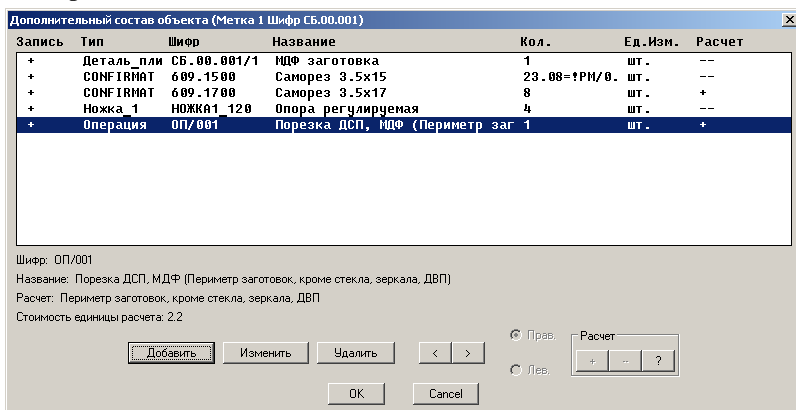 Дополнительный состав объекта (Метка 1 Шифр СБ.00.001)
Запись Тип Шифр Название Кол. Ед.Изм. Расчет
+ Деталь_пли СБ.00.001/1 МДФ заготовка 1 шт. --
+ CONFIRMAT 609.1500 Саморез 3.5x15 23.08=!PM/0. шт. --
+ CONFIRMAT 609.1700 Саморез 3.5x17 8 шт. +
+ Ножка_1 НОЖКА1_120 Опора регулируемая 4 шт. --
+ Операция ОП/001 Порезка ДСП, МДФ (Периметр заг 1 шт. +
Шифр: ОП/001
Название: Порезка ДСП, МДФ (Периметр заготовок, кроме стекла, зеркала, ДВП)
Расчет: Периметр заготовок, кроме стекла, зеркала, ДВП
Стоимость единицы расчета: 2.2
Добавить Изменить Удалить < > Прав. Лев. Расчет + -- ?
OK Cancel